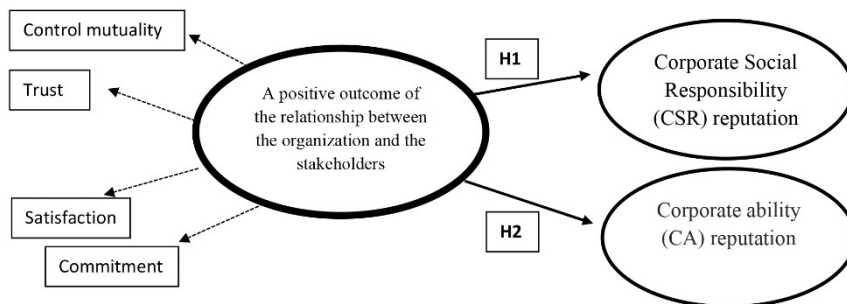 Control mutuality
Trust
Satisfaction
Commitment
A positive outcome of
the relationship between
the organization and the
stakeholders
H1
H2
Corporate Social
Responsibility
(CSR) reputation
Corporate ability
(CA) reputation